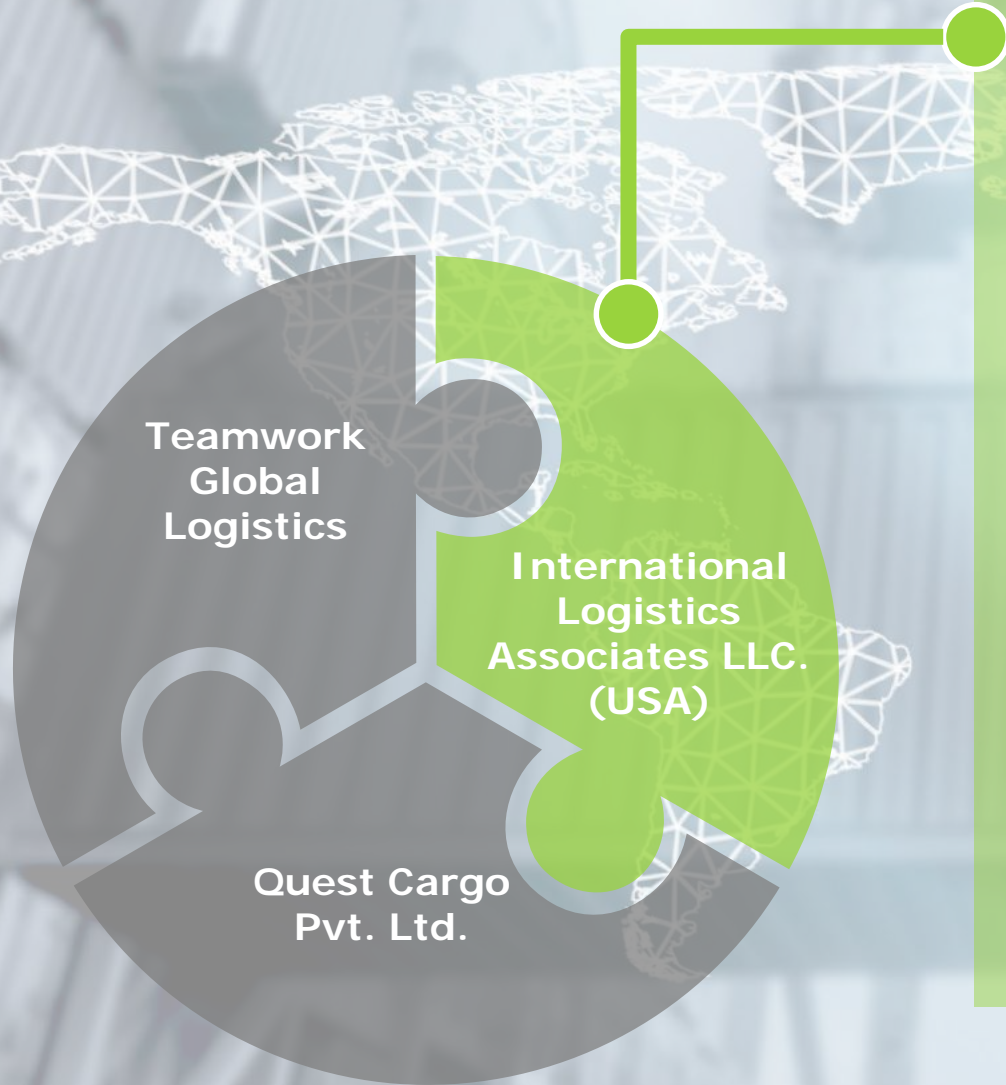 Teamwork
Global
Logistics
International
Logistics
Associates LLC.
(USA)
Quest Cargo
Pvt. Ltd.